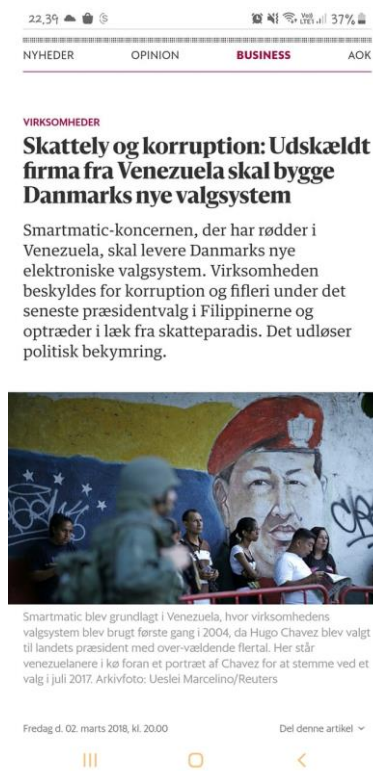 22,39 37%
NYHEDER OPINION BUSINESS AOK
VIRKSOMHEDER
Skattely og korruption: Udskældt
firma fra Venezuela skal bygge
Danmarks nye valgsystem
Smartmatic-koncernen, der har rødder i
Venezuela, skal levere Danmarks nye
elektroniske valgsystem. Virksomheden
beskyldes for korruption og fifleri under det
seneste præsidentvalg i Filippinerne og
optræder i læk fra skatteparadis. Det udløser
politisk bekymring.
Smartmatic blev grundlagt i Venezuela, hvor virksomhedens
valgsystem blev brugt første gang i 2004, da Hugo Chavez blev valgt
til landets præsident med over-vældende flertal. Her står
venezuelanere i kø foran et portræt af Chavez for at stemme ved et
valg i juli 2017. Arkivfoto: Ueslei Marcelino/Reuters
Fredag d. 02. marts 2018, kl. 20.00 Del denne artikel